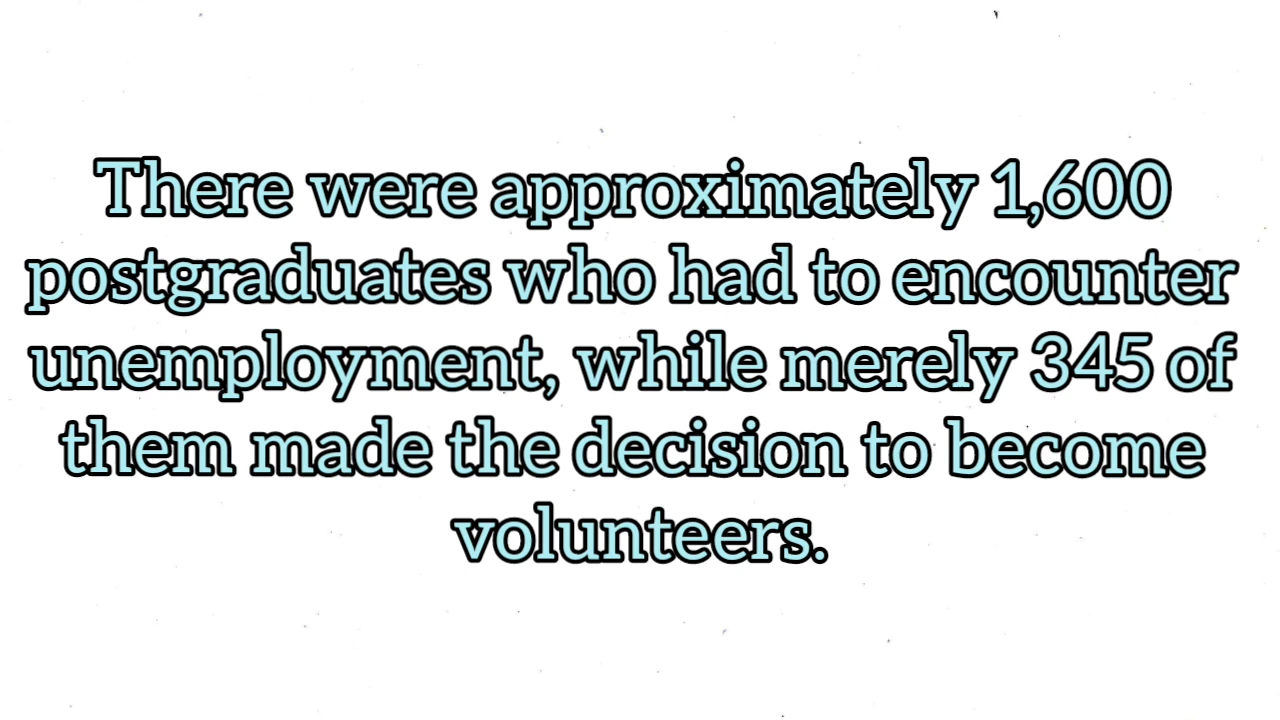 There were approximately 1,600
postgraduates who had to encounter
unemployment, while merely 345 of
them made the decision to become
volunteers.